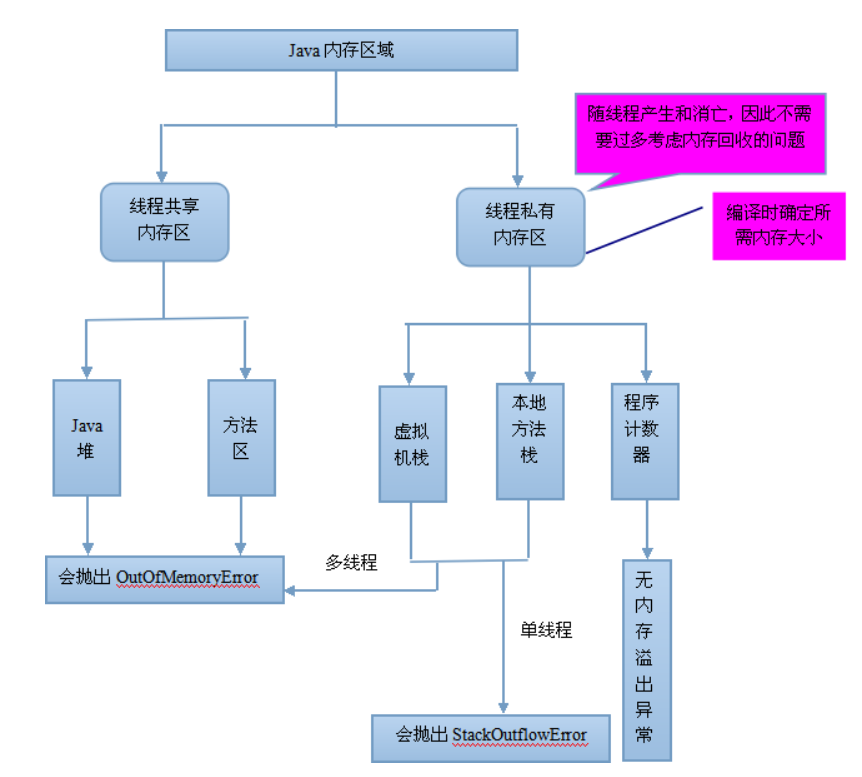 Java 内存区域
随线程产生和消亡，因此不需
要过多考虑内存回收的问题
线程共享
内存区
线程私有
内存区
编译时确定所
需内存大小
Java
堆
方法
区
虚拟
机栈
本地
方法
栈
程序
计数
器
会抛出 OutOfMemoryError
多线程
单线程
无
内
存
溢
出
异
常
会抛出 StackOutflowError